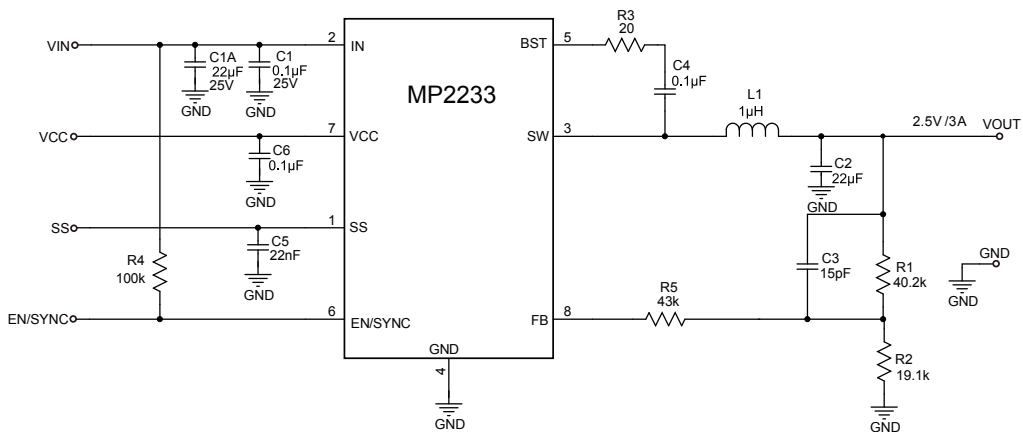 VIN
C1A
22µF
25V
GND
C1
0.1µF
25V
GND
2
IN
MP2233
BST
5
R3
20
C4
0.1µF
VCC
C6
0.1µF
GND
7
VCC
SW
3
L1
1µH
2.5V/3A
VOUT
C2
22µF
GND
SS
C5
22nF
GND
1
SS
R4
100k
C3
15pF
R1
40.2k
GND
GND
EN/SYNC
6
EN/SYNC
GND
4
GND
FB
8
R5
43k
R2
19.1k
GND